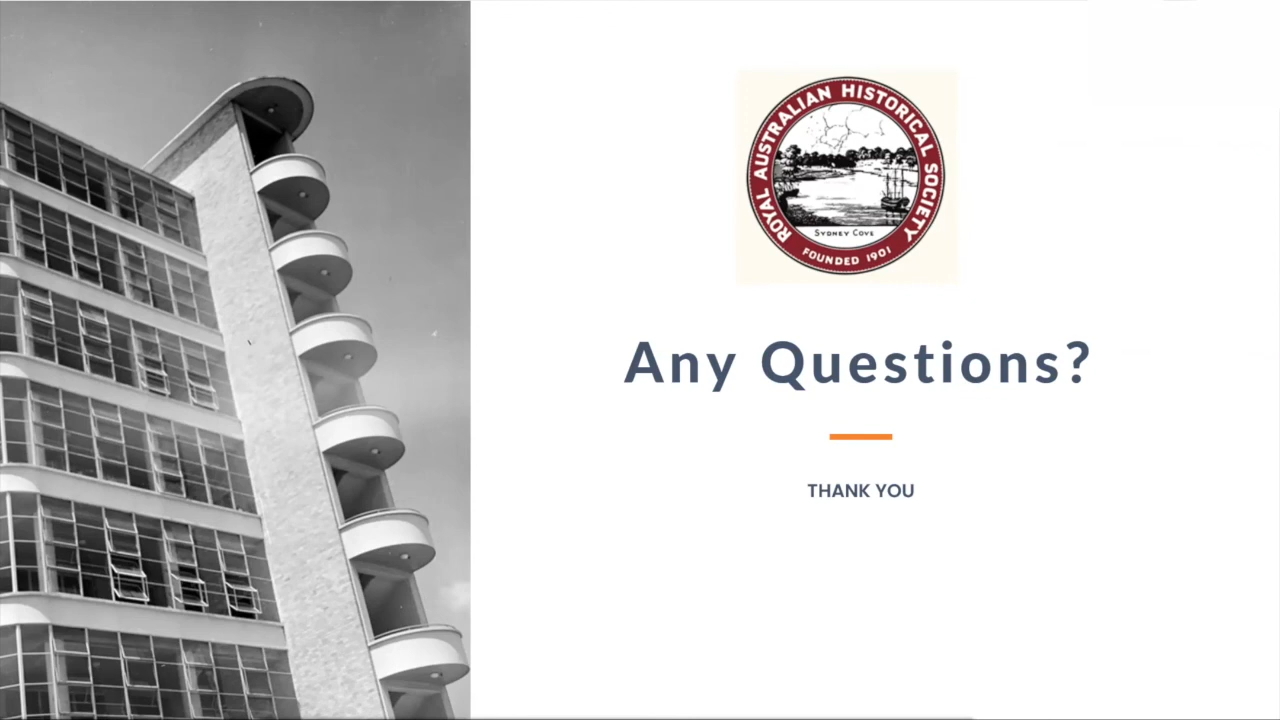 ROYAL AUSTRALIAN HISTORICAL SOCIETY
SYDNEY COVE
FOUNDED 1901
Any Questions?
THANK YOU